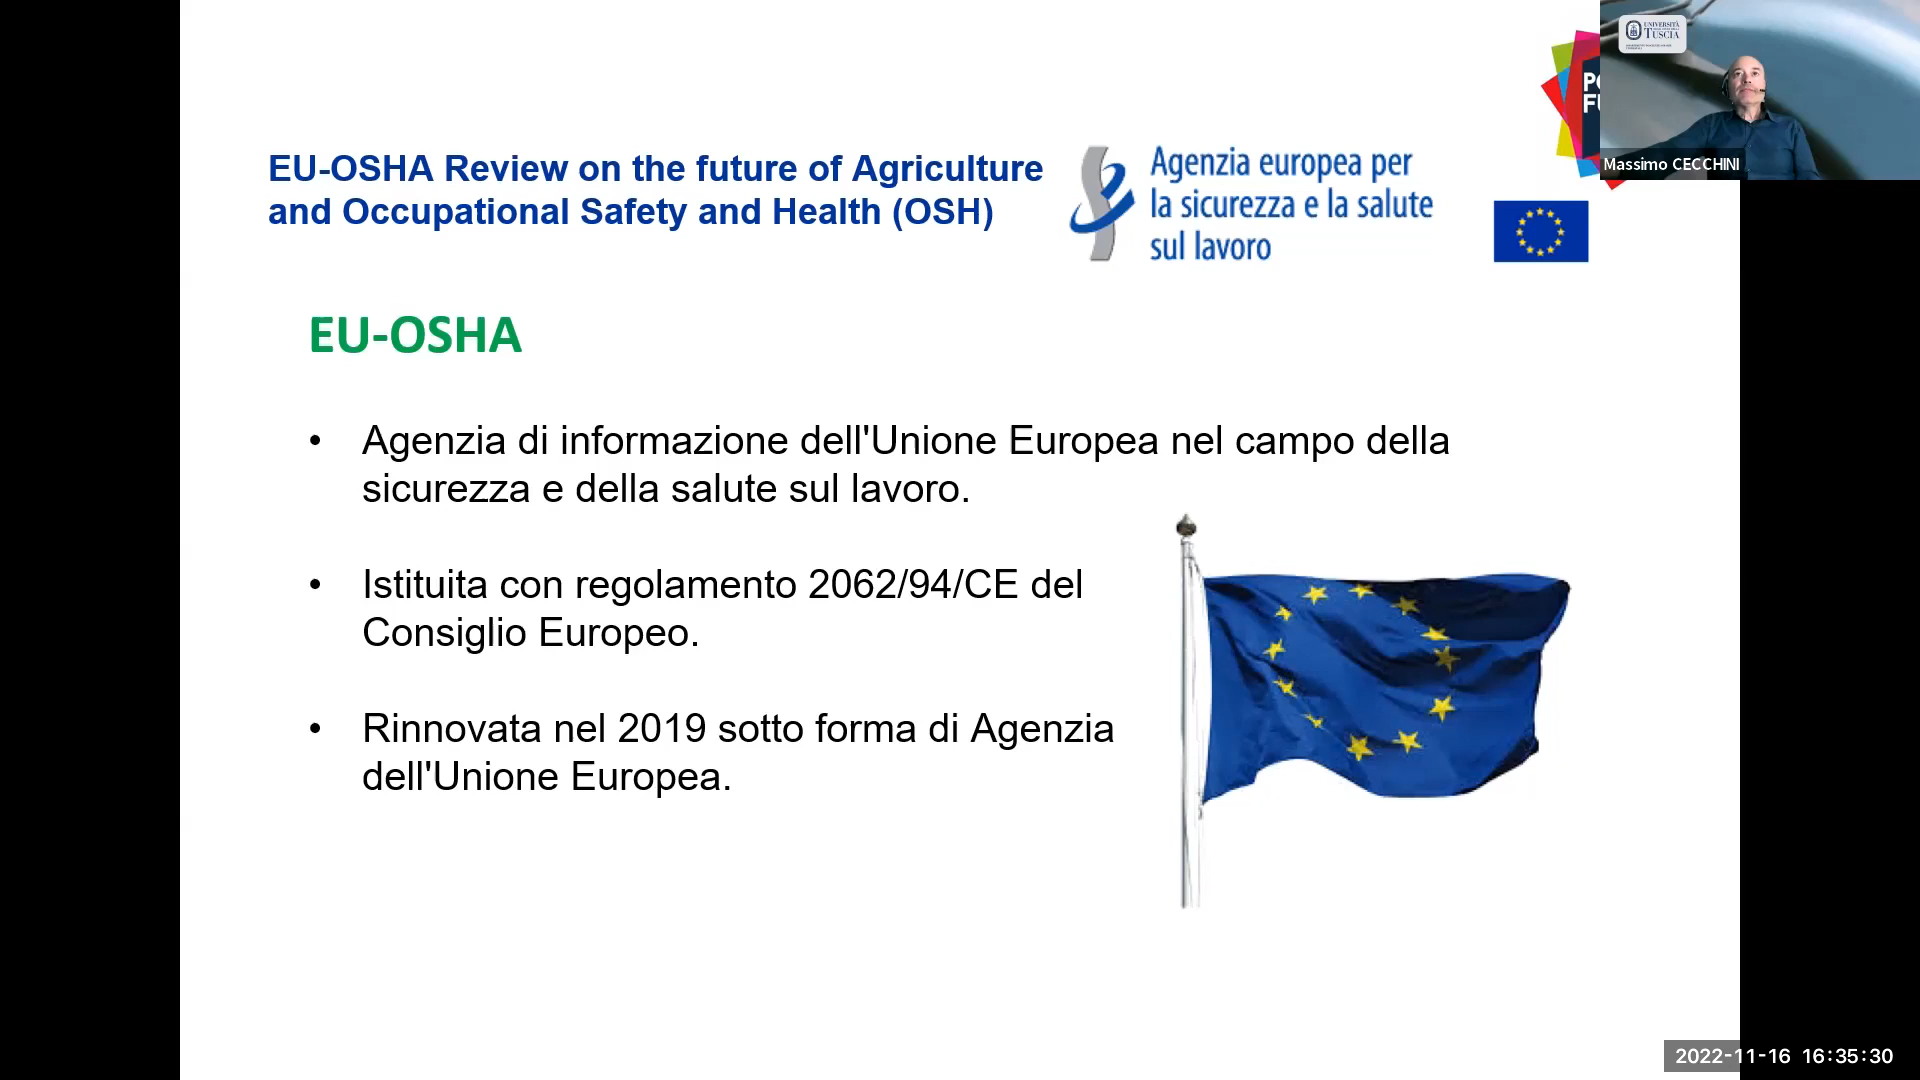 UNIVERSITÀ
TUSCIA
Massimo CECCHINI
EU-OSHA Review on the future of Agriculture
and Occupational Safety and Health (OSH)
Agenzia europea per
la sicurezza e la salute
sul lavoro
EU-OSHA
• Agenzia di informazione dell'Unione Europea nel campo della
sicurezza e della salute sul lavoro.
• Istituita con regolamento 2062/94/CE del
Consiglio Europeo.
• Rinnovata nel 2019 sotto forma di Agenzia
dell'Unione Europea.
2022-11-16 16:35:30